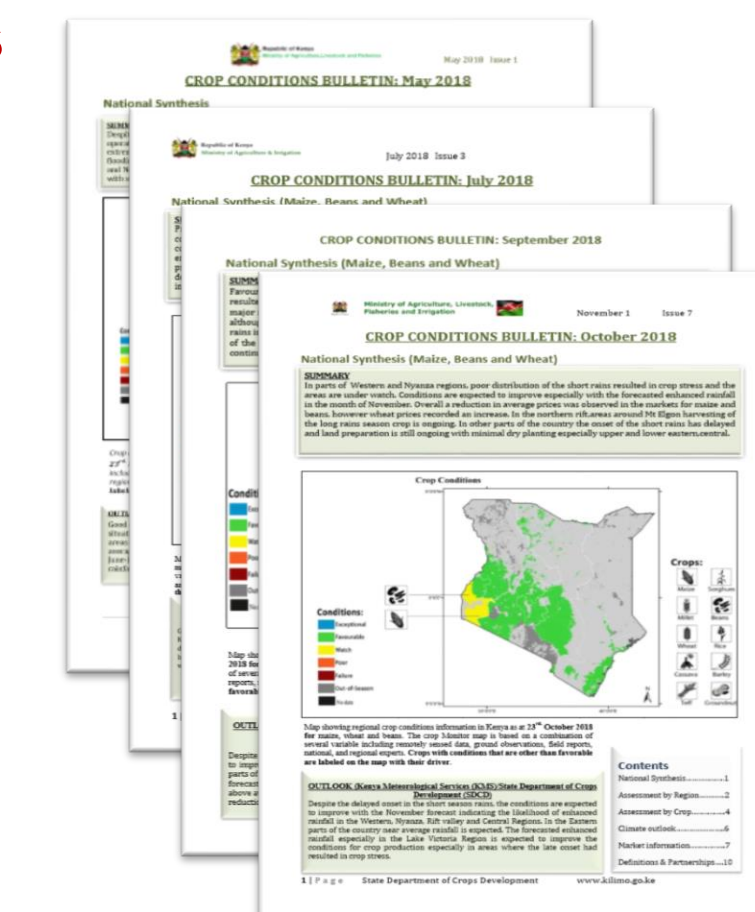 S
Republic of Kenya
Ministry of Agriculture, Livestock and Fisheries
May 2018 Issue 1
CROP CONDITIONS BULLETIN: May 2018
National Synthesis
Republic of Kenya
Ministry of Agriculture & Irrigation
July 2018 Issue 3
CROP CONDITIONS BULLETIN: July 2018
National Synthesis (Maize, Beans and Wheat)
CROP CONDITIONS BULLETIN: September 2018
National Synthesis (Maize, Beans and Wheat)
Ministry of Agriculture, Livestock,
Fisheries and Irrigation
November 1 Issue 7
CROP CONDITIONS BULLETIN: October 2018
National Synthesis (Maize, Beans and Wheat)
SUMMARY
In parts of Western and Nyanza regions, poor distribution of the short rains resulted in crop stress and the
areas are under watch. Conditions are expected to improve especially with the forecasted enhanced rainfall
in the month of November. Overall a reduction in average prices was observed in the markets for maize and
beans, however wheat prices recorded an increase. In the northern rift,areas around Mt Elgon harvesting of
the long rains season crop is ongoing. In other parts of the country the onset of the short rains has delayed
and land preparation is still ongoing with minimal dry planting especially upper and lower eastern,central.
Crop Conditions
Conditions:
Exceptional
Favourable
Watch
Poor
Failure
Out-of-Season
No data
Crops:
Maize
Sorghum
Millet
Beans
Wheat
Rice
Cassava
Barley
Teff
Groundnut
N
Map showing regional crop conditions information in Kenya as at 23rd October 2018
for maize, wheat and beans. The crop Monitor map is based on a combination of
several variable including remotely sensed data, ground observations, field reports,
national, and regional experts. Crops with conditions that are other than favorable
are labeled on the map with their driver.
OUTLOOK (Kenya Meteorological Services (KMS)/State Department of Crops
Development (SDCD)
Despite the delayed onset in the short season rains, the conditions are expected
to improve with the November forecast indicating the likelihood of enhanced
rainfall in the Western, Nyanza, Rift valley and Central Regions. In the Eastern
parts of the country near average rainfall is expected. The forecasted enhanced
rainfall especially in the Lake Victoria Region is expected to improve the
conditions for crop production especially in areas where the late onset had
resulted in crop stress.
Contents
National Synthesis..............1
Assessment by Region.........2
Assessment by Crop............4
Climate outlook..................6
Market information..............7
Definitions & Partnerships....10
1 | Page State Department of Crops Development www.kilimo.go.ke